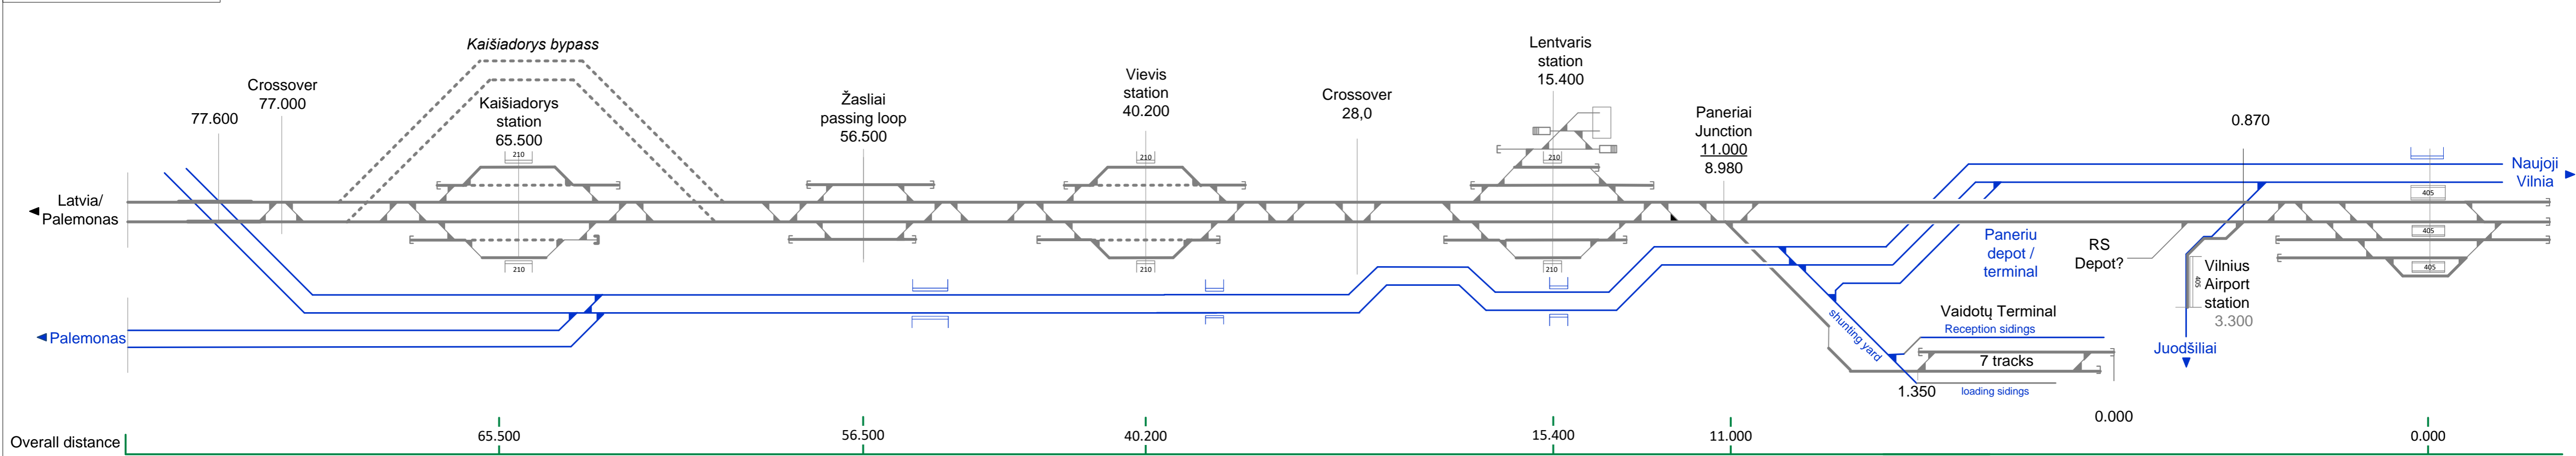 Kaišiadorys bypass
Crossover
77.000
77.600
Kaišiadorys
station
65.500
210
210
Žasliai
passing loop
56.500
Vievis
station
40.200
210
210
Crossover
28,0
Lentvaris
station
15.400
210
210
Paneriai
Junction
11.000
8.980
0.870
Naujoji
Vilnia
Latvia/
Palemonas
Palemonas
Paneriu
depot /
terminal
RS
Depot?
405
405
405
405
Vilnius
Airport
station
3.300
Juodšiliai
shunting yard
Vaidotų Terminal
Reception sidings
7 tracks
1.350
loading sidings
0.000
Overall distance
65.500
56.500
40.200
15.400
11.000
0.000